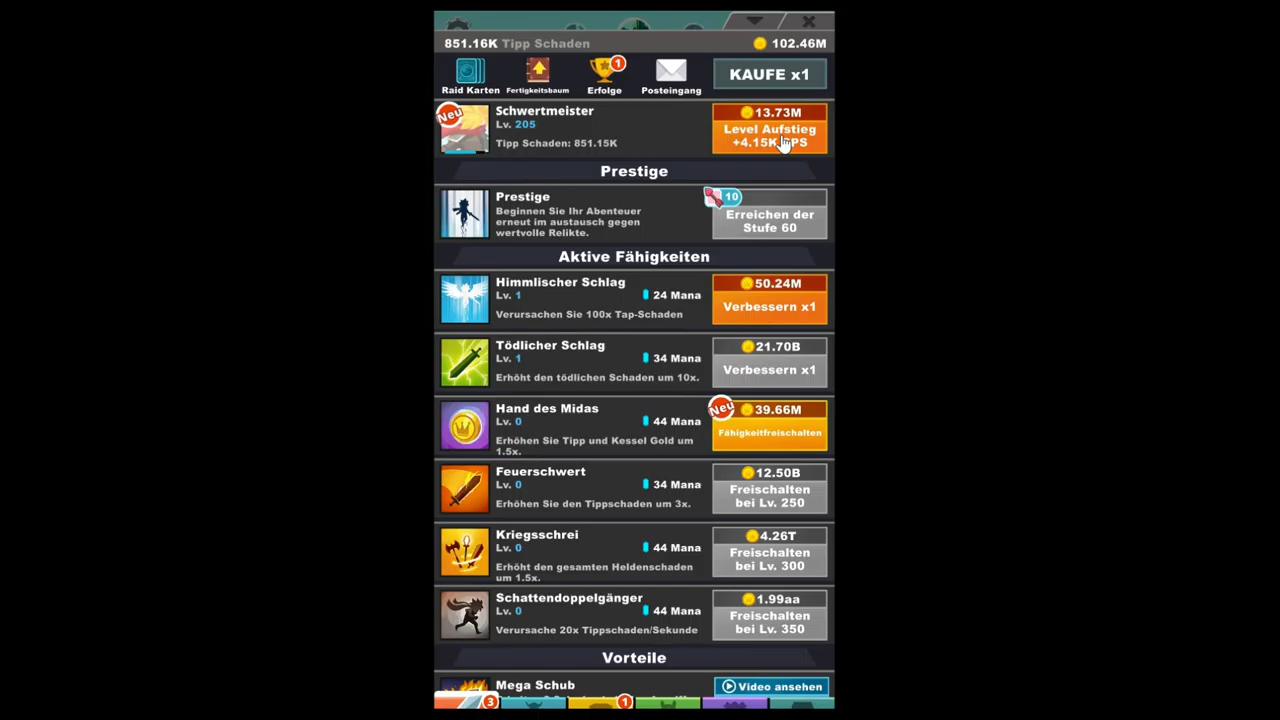 851.16K Tipp Schaden
102.46M
Raid Karten
Fertigkeitsbaum
1
Erfolge
Posteingang
KAUFE x1
Neu
Schwertmeister
Lv. 205
Tipp Schaden: 851.15K
13.73M
Level Aufstieg
+4.15K PS
Prestige
Prestige
Beginnen Sie Ihr Abenteuer
erneut im austausch gegen
wertvolle Relikte.
10
Erreichen der
Stufe 60
Aktive Fähigkeiten
Himmlischer Schlag
Lv. 1
24 Mana
Verursachen Sie 100x Tap-Schaden
50.24M
Verbessern x1
Tödlicher Schlag
Lv. 1
34 Mana
Erhöht den tödlichen Schaden um 10x.
21.70B
Verbessern x1
Hand des Midas
Lv. 0
44 Mana
Erhöhen Sie Tipp und Kessel Gold um
1.5x.
Neu
39.66M
Fähigkeitfreischalten
Feuerschwert
Lv. 0
34 Mana
Erhöhen Sie den Tippschaden um 3x.
12.50B
Freischalten
bei Lv. 250
Kriegsschrei
Lv. 0
44 Mana
Erhöht den gesamten Heldenschaden
um 1.5x.
4.26T
Freischalten
bei Lv. 300
Schattendoppelgänger
Lv. 0
44 Mana
Verursache 20x Tippschaden/Sekunde
1.99aa
Freischalten
bei Lv. 350
Vorteile
Mega Schub
Video ansehen
3
1